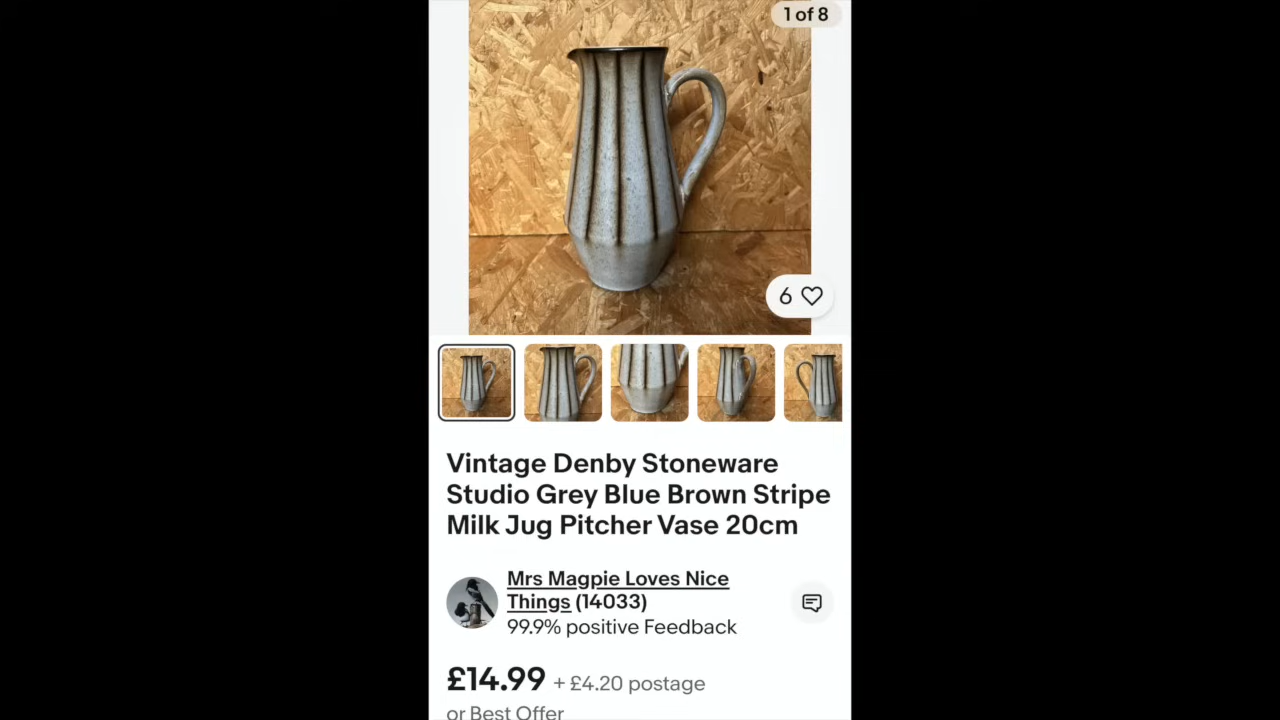 1 of 8
6
Vintage Denby Stoneware
Studio Grey Blue Brown Stripe
Milk Jug Pitcher Vase 20cm
Mrs Magpie Loves Nice
Things (14033)
99.9% positive Feedback
£14.99 + £4.20 postage
or Best Offer